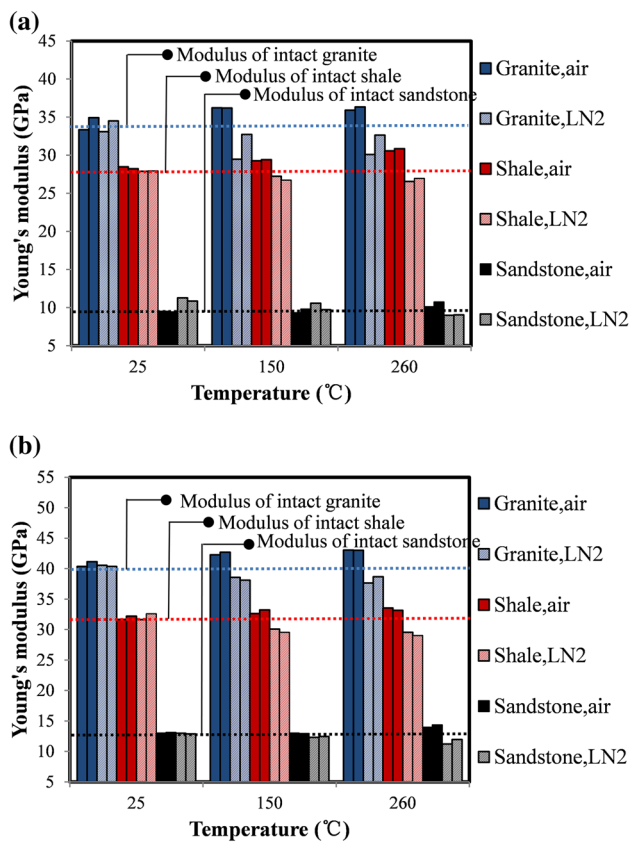 (a)
45
40
35
30
25
20
15
10
5
Young's modulus (GPa)
Modulus of intact granite
Modulus of intact shale
Modulus of intact sandstone
25
150
260
Temperature (℃)
Granite,air
Granite,LN2
Shale,air
Shale,LN2
Sandstone,air
Sandstone,LN2
(b)
55
50
45
40
35
30
25
20
15
10
5
Young's modulus (GPa)
Modulus of intact granite
Modulus of intact shale
Modulus of intact sandstone
25
150
260
Temperature (℃)
Granite,air
Granite,LN2
Shale,air
Shale,LN2
Sandstone,air
Sandstone,LN2